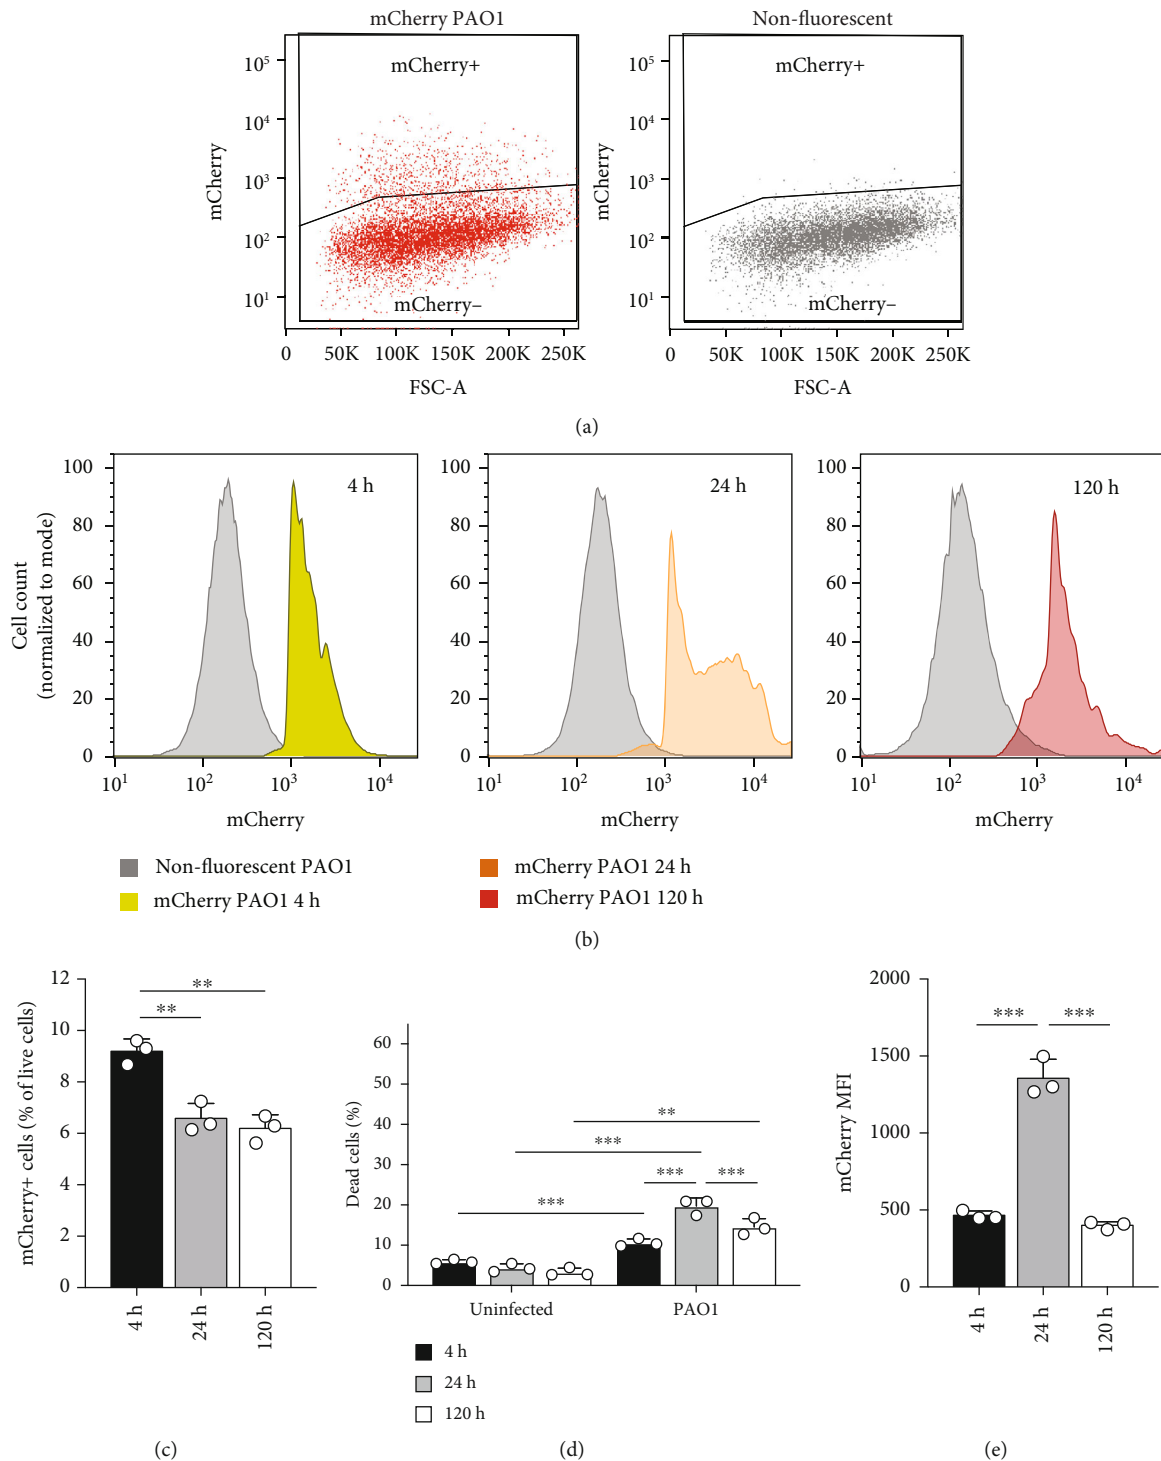 mCherry PAO1
Non-fluorescent
mCherry+
mCherry+
mCherry–
mCherry–
mCherry
mCherry
10⁵
10⁴
10³
10²
10¹
10⁵
10⁴
10³
10²
10¹
0 50K 100K 150K 200K 250K
0 50K 100K 150K 200K 250K
FSC-A
FSC-A
(a)
Cell count
(normalized to mode)
100
80
60
40
20
0
4 h
10¹ 10² 10³ 10⁴
mCherry
100
80
60
40
20
0
24 h
10¹ 10² 10³ 10⁴
mCherry
100
80
60
40
20
0
120 h
10¹ 10² 10³ 10⁴
mCherry
Non-fluorescent PAO1
mCherry PAO1 4 h
mCherry PAO1 24 h
mCherry PAO1 120 h
(b)
mCherry+ cells (% of live cells)
12
10
8
6
4
2
0
**
**
4 h
24 h
120 h
(c)
Dead cells (%)
60
50
40
30
20
10
0
**
***
*** ***
***
Uninfected
PAO1
4 h
24 h
120 h
(d)
mCherry MFI
2000
1500
1000
500
0
*** ***
4 h
24 h
120 h
(e)